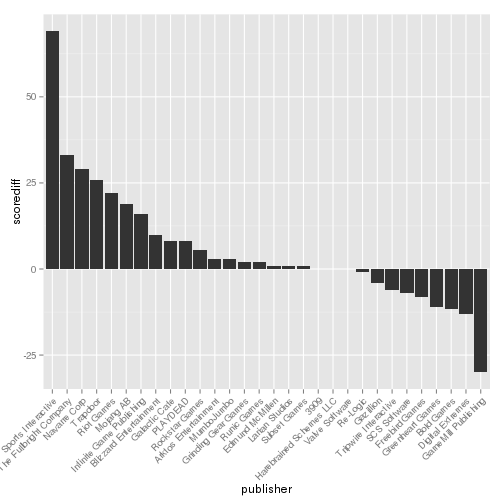 scorediff
50
25
0
-25
Sports Interactive
The Fullbright Company
Navarre Corp
Trapdoor
Riot Games
Mojang AB
Infinite Game Publishing
Blizzard Entertainment
Galactic Cafe
PLAYDEAD
Rockstar Games
Arklos Entertainment
MumboJumbo
Grinding Gear Games
Runic Games
Edmund McMillen
Larian Studios
Subset Games
3909
Harebrained Schemes LLC
Valve Software
Re-Logic
Gazillion
Tripwire Interactive
SCS Software
Freebird Games
Greenheart Games
Bold Games
Digital Extremes
Game Mill Publishing
publisher